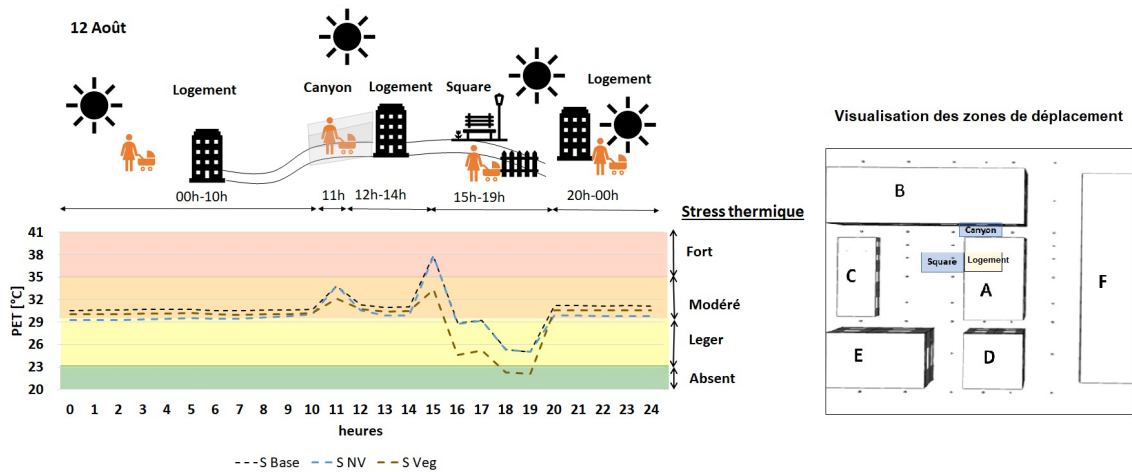 12 Août
Logement
Canyon
Logement
Square
Logement
00h-10h
11h
12h-14h
15h-19h
20h-00h
Stress thermique
41
38
35
32
29
26
23
20
PET [°C]
Fort
Modéré
Leger
Absent
0 1 2 3 4 5 6 7 8 9 10 11 12 13 14 15 16 17 18 19 20 21 22 23 24
heures
S Base S NV S Veg
Visualisation des zones de déplacement
B
Canyon
C
Square
Logement
A
F
E
D